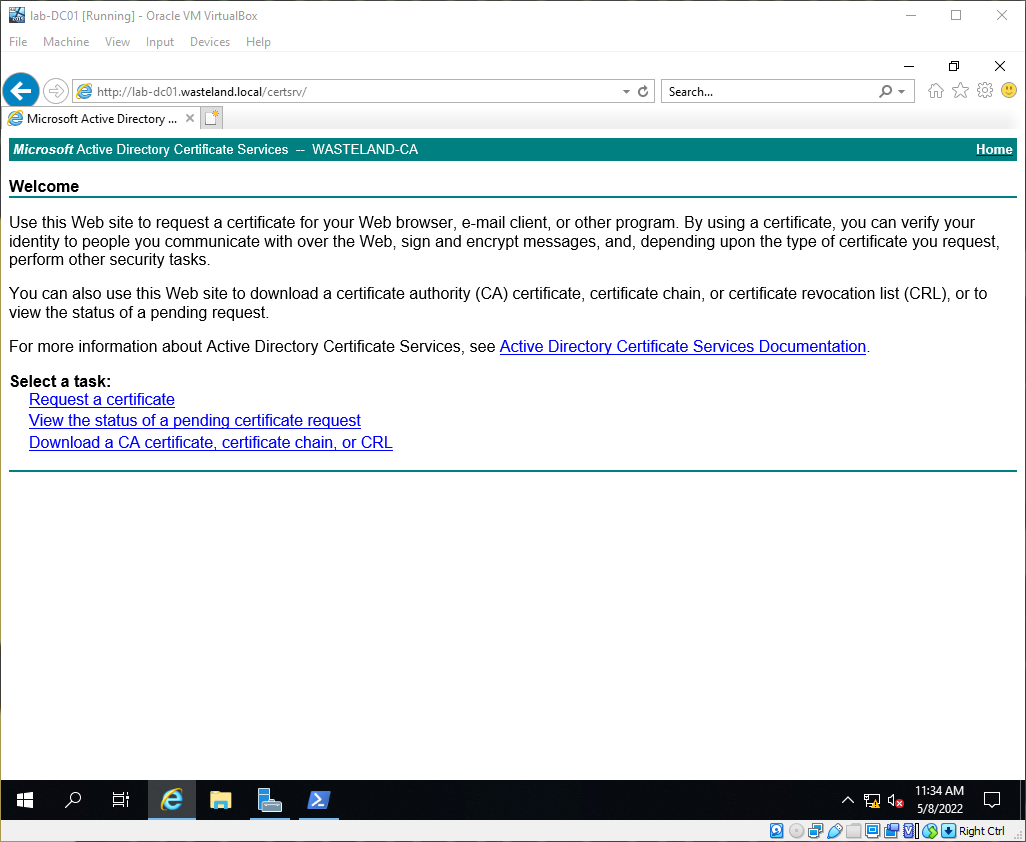 lab-DC01 [Running] - Oracle VM VirtualBox
File Machine View Input Devices Help
http://lab-dc01.wasteland.local/certsrv/ Search...
Microsoft Active Directory ...
Microsoft Active Directory Certificate Services -- WASTELAND-CA Home
Welcome
Use this Web site to request a certificate for your Web browser, e-mail client, or other program. By using a certificate, you can verify your
identity to people you communicate with over the Web, sign and encrypt messages, and, depending upon the type of certificate you request,
perform other security tasks.
You can also use this Web site to download a certificate authority (CA) certificate, certificate chain, or certificate revocation list (CRL), or to
view the status of a pending request.
For more information about Active Directory Certificate Services, see Active Directory Certificate Services Documentation.
Select a task:
Request a certificate
View the status of a pending certificate request
Download a CA certificate, certificate chain, or CRL
11:34 AM
5/8/2022
Right Ctrl